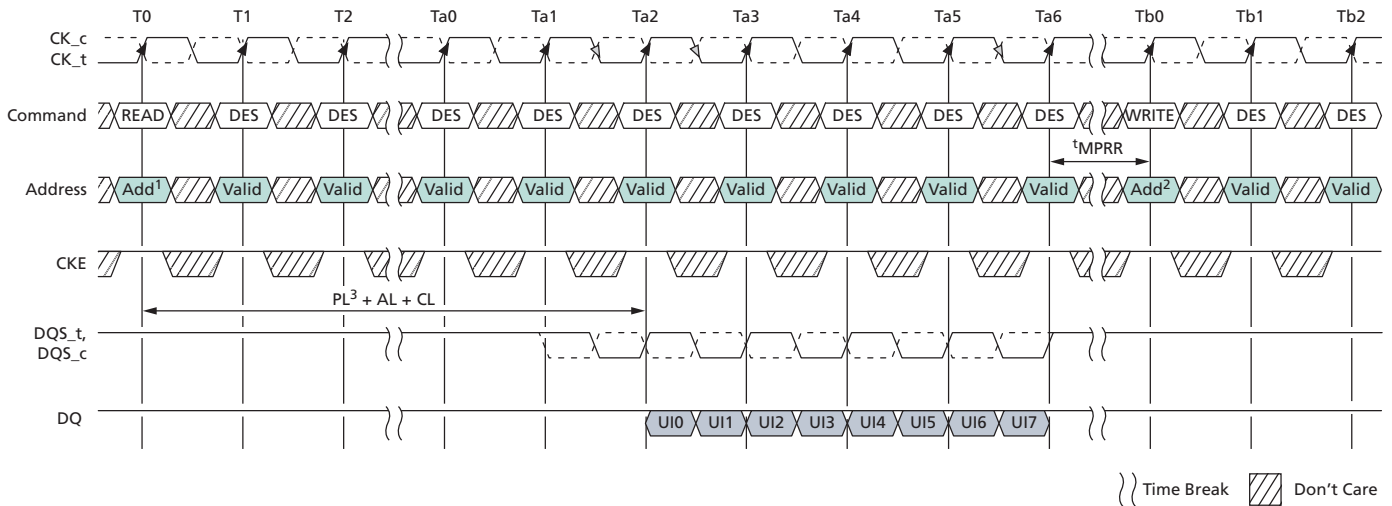 T0 T1 T2 Ta0 Ta1 Ta2 Ta3 Ta4 Ta5 Ta6 Tb0 Tb1 Tb2
CK_c
CK_t
Command READ DES DES DES DES DES DES DES DES DES WRITE DES DES
tMPRR
Address Add1 Valid Valid Valid Valid Valid Valid Valid Valid Valid Add2 Valid Valid
CKE
PL3 + AL + CL
DQS_t,
DQS_c
DQ UI0 UI1 UI2 UI3 UI4 UI5 UI6 UI7
Time Break Don't Care